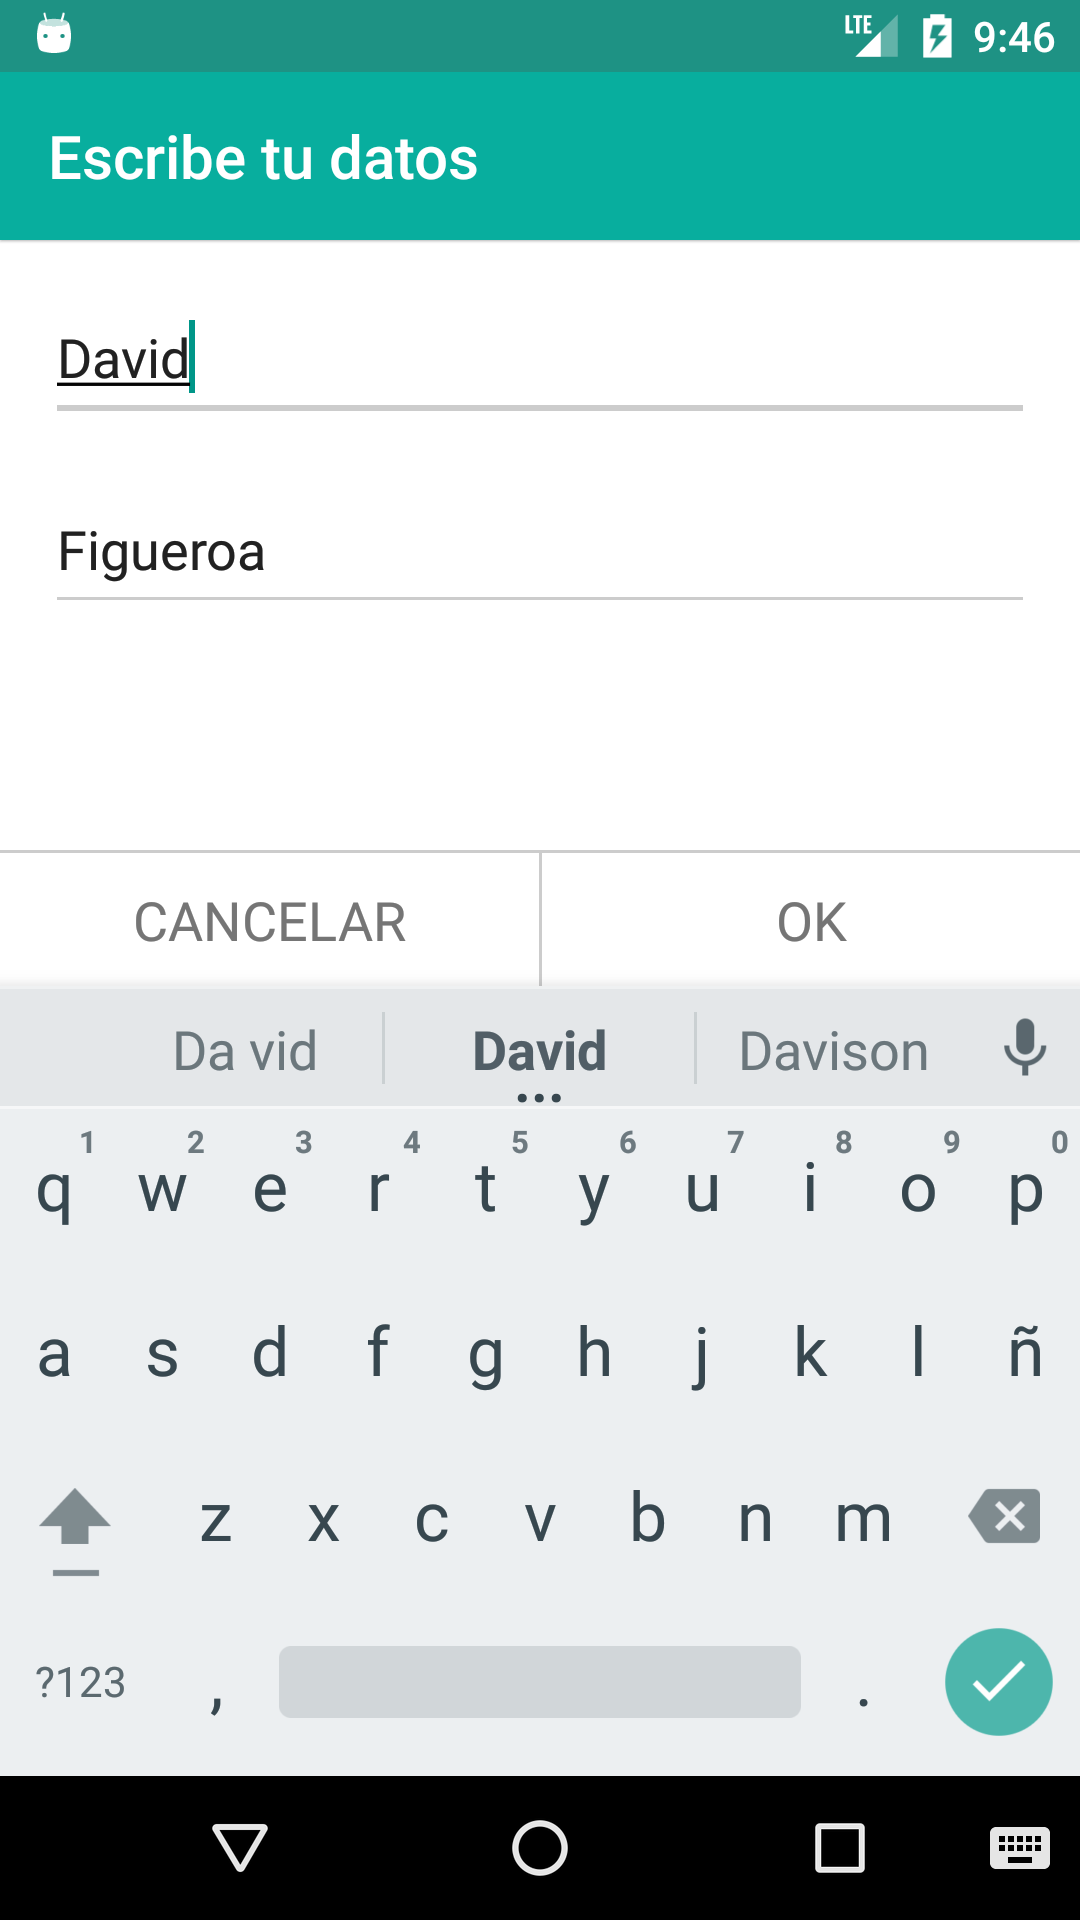 LTE 9:46
Escribe tu datos
David
Figueroa
CANCELAR OK
Da vid David Davison
1 2 3 4 5 6 7 8 9 0
q w e r t y u i o p
a s d f g h j k l ñ
z x c v b n m
?123 , .